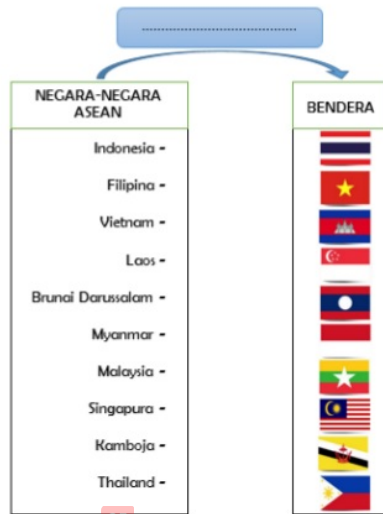 ........................................
NEGARA-NEGARA
ASEAN
BENDERA
Indonesia -
Filipina -
Vietnam -
Laos -
Brunai Darussalam -
Myanmar -
Malaysia -
Singapura -
Kamboja -
Thailand -